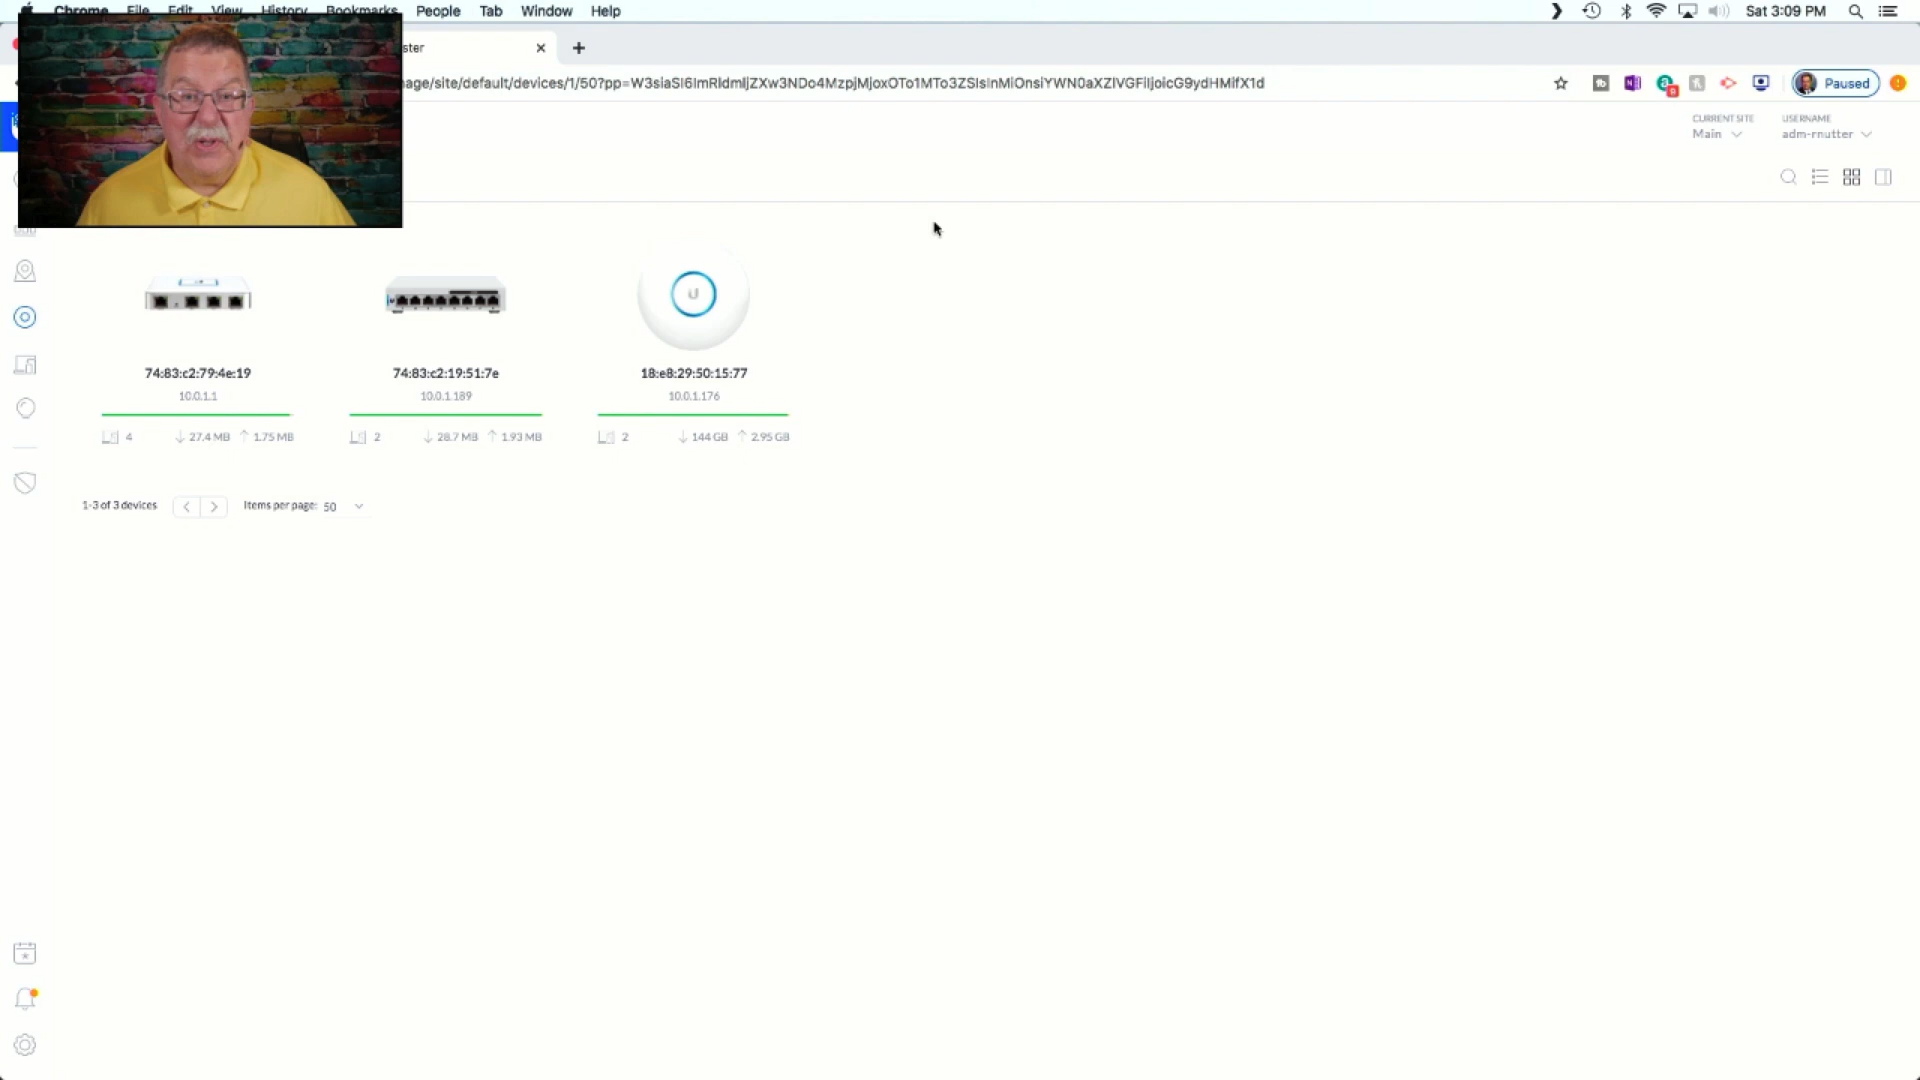 Chrome File Edit View History Bookmarks People Tab Window Help Sat 3:09 PM
ster
age/site/default/devices/1/50?pp=W3siaSI6ImRldmljZXw3NDo4MzpjMjoxOTo1MTo3ZSIsInMiOnsiYWN0aXZlVGFiIjoicG9ydHMifX1d Paused
CURRENT SITE USERNAME
Main adm-rnutter
74:83:c2:79:4e:19 74:83:c2:19:51:7e 18:e8:29:50:15:77
10.0.1.1 10.0.1.189 10.0.1.176
4 27.4 MB 1.75 MB 2 28.7 MB 1.93 MB 2 144 GB 2.95 GB
1-3 of 3 devices Items per page: 50